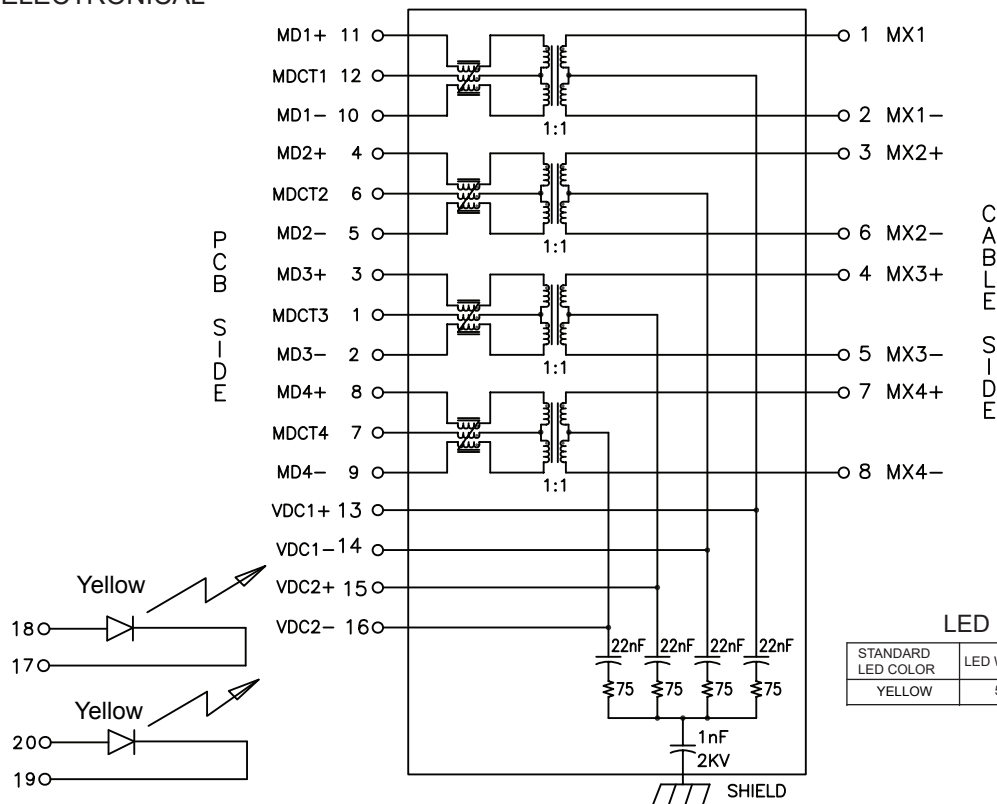 ELECTRONICAL
MD1+ 11
MDCT1 12
MD1- 10
1:1
1 MX1
2 MX1-
MD2+ 4
MDCT2 6
MD2- 5
1:1
3 MX2+
6 MX2-
MD3+ 3
MDCT3 1
MD3- 2
1:1
4 MX3+
5 MX3-
MD4+ 8
MDCT4 7
MD4- 9
1:1
7 MX4+
8 MX4-
PCB SIDE
CABLE SIDE
VDC1+ 13
VDC1- 14
VDC2+ 15
VDC2- 16
22nF 22nF 22nF 22nF
75 75 75 75
1nF
2KV
SHIELD
Yellow
18
17
Yellow
20
19
LED
STANDARD LED COLOR
LED
YELLOW